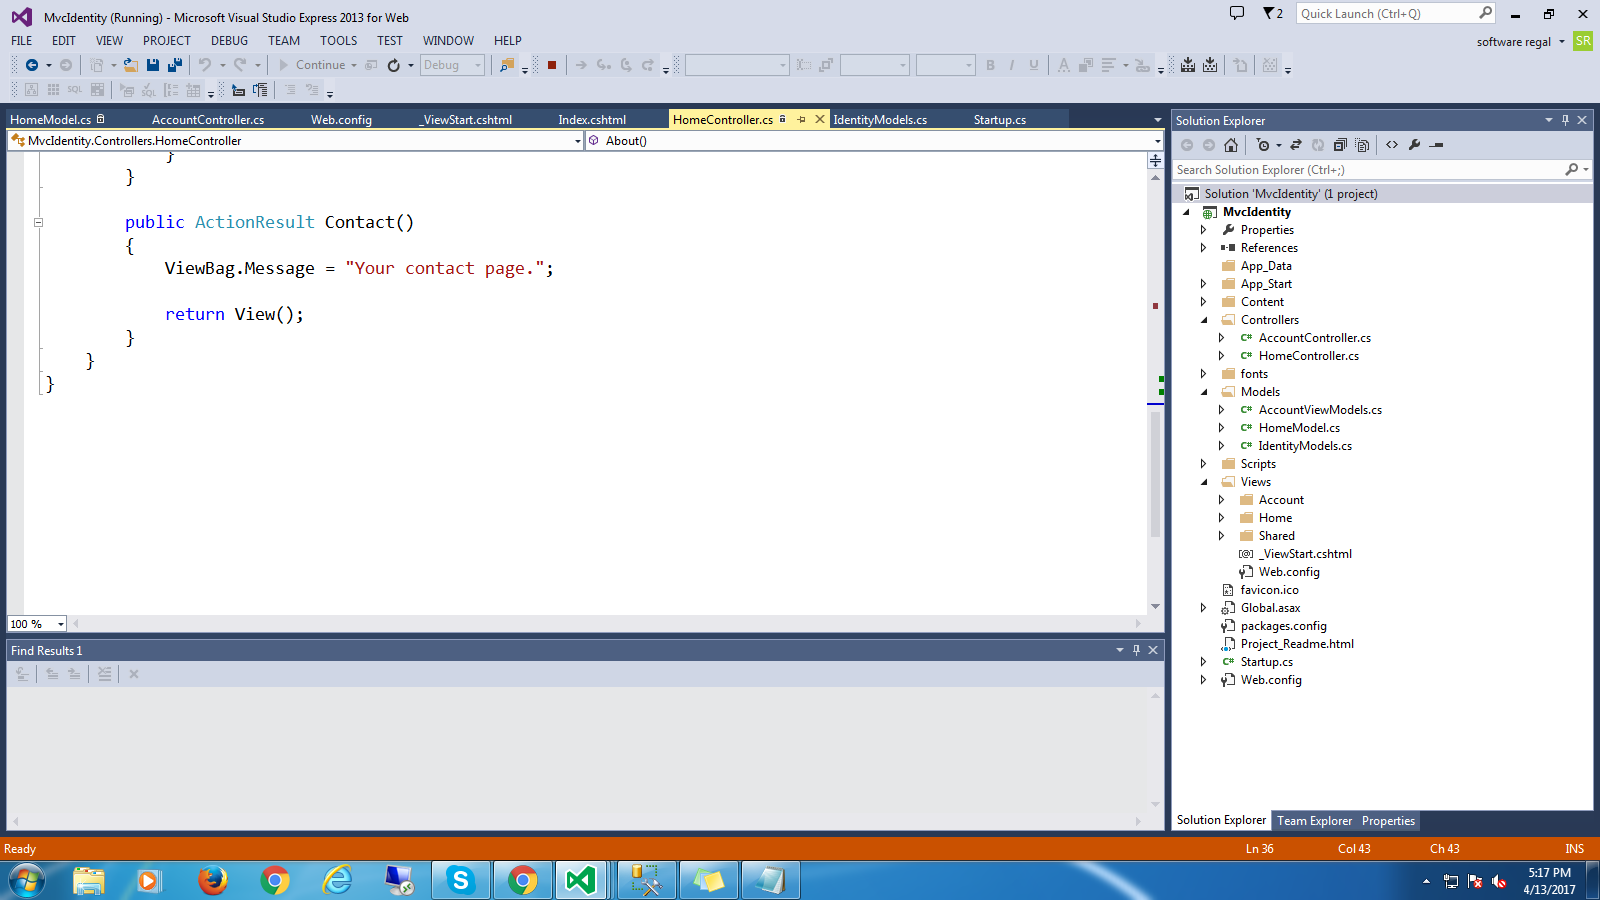 MvcIdentity (Running) - Microsoft Visual Studio Express 2013 for Web
2
Quick Launch (Ctrl+Q)
FILE EDIT VIEW PROJECT DEBUG TEAM TOOLS TEST WINDOW HELP
software regal
SR
Continue
Debug
B I U A
SQL
SQL
HomeModel.cs AccountController.cs Web.config _ViewStart.cshtml Index.cshtml HomeController.cs IdentityModels.cs Startup.cs
MvcIdentity.Controllers.HomeController
About()
}
}
public ActionResult Contact()
{
ViewBag.Message = "Your contact page.";
return View();
}
}
}
100 %
Find Results 1
Solution Explorer
Search Solution Explorer (Ctrl+;)
Solution 'MvcIdentity' (1 project)
MvcIdentity
Properties
References
App_Data
App_Start
Content
Controllers
C# AccountController.cs
C# HomeController.cs
fonts
Models
C# AccountViewModels.cs
C# HomeModel.cs
C# IdentityModels.cs
Scripts
Views
Account
Home
Shared
_ViewStart.cshtml
Web.config
favicon.ico
Global.asax
packages.config
Project_Readme.html
C# Startup.cs
Web.config
Solution Explorer Team Explorer Properties
Ready
Ln 36 Col 43 Ch 43 INS
5:17 PM
4/13/2017